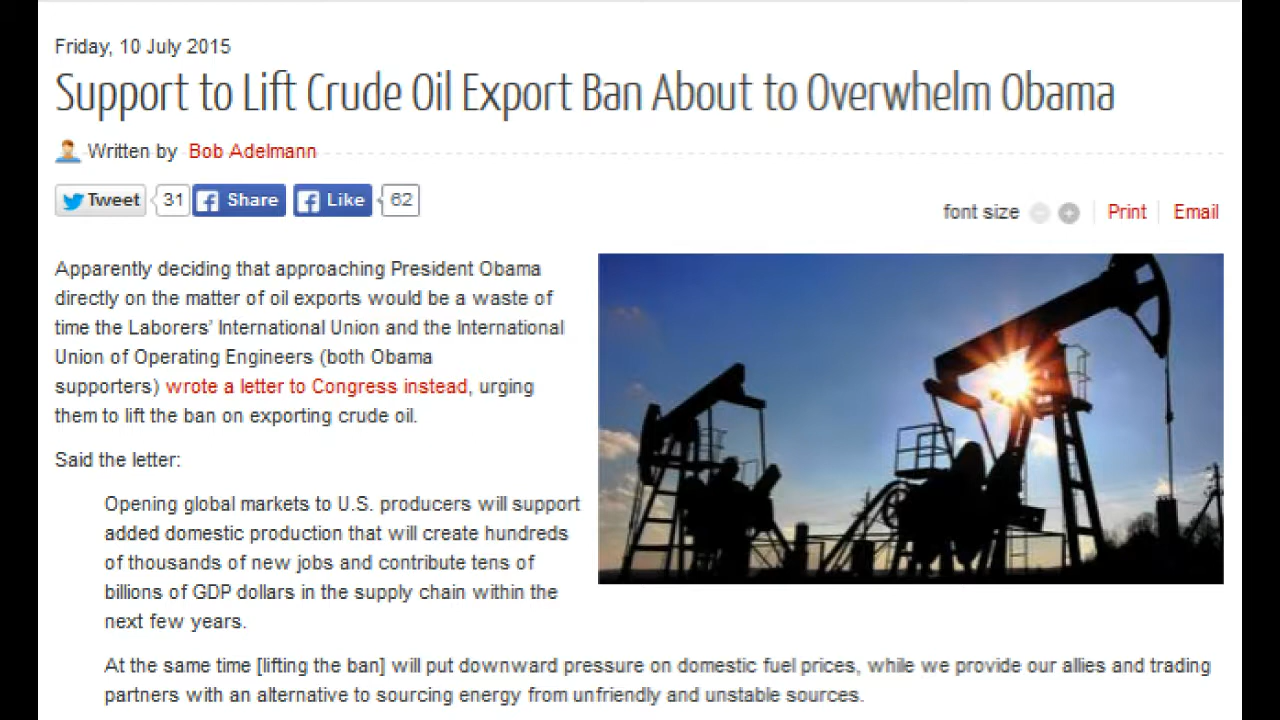 Friday, 10 July 2015
Support to Lift Crude Oil Export Ban About to Overwhelm Obama
Written by Bob Adelmann
Tweet 31 Share Like 62
font size Print Email
Apparently deciding that approaching President Obama
directly on the matter of oil exports would be a waste of
time the Laborers' International Union and the International
Union of Operating Engineers (both Obama
supporters) wrote a letter to Congress instead, urging
them to lift the ban on exporting crude oil.
Said the letter:
Opening global markets to U.S. producers will support
added domestic production that will create hundreds
of thousands of new jobs and contribute tens of
billions of GDP dollars in the supply chain within the
next few years.
At the same time [lifting the ban] will put downward pressure on domestic fuel prices, while we provide our allies and trading
partners with an alternative to sourcing energy from unfriendly and unstable sources.